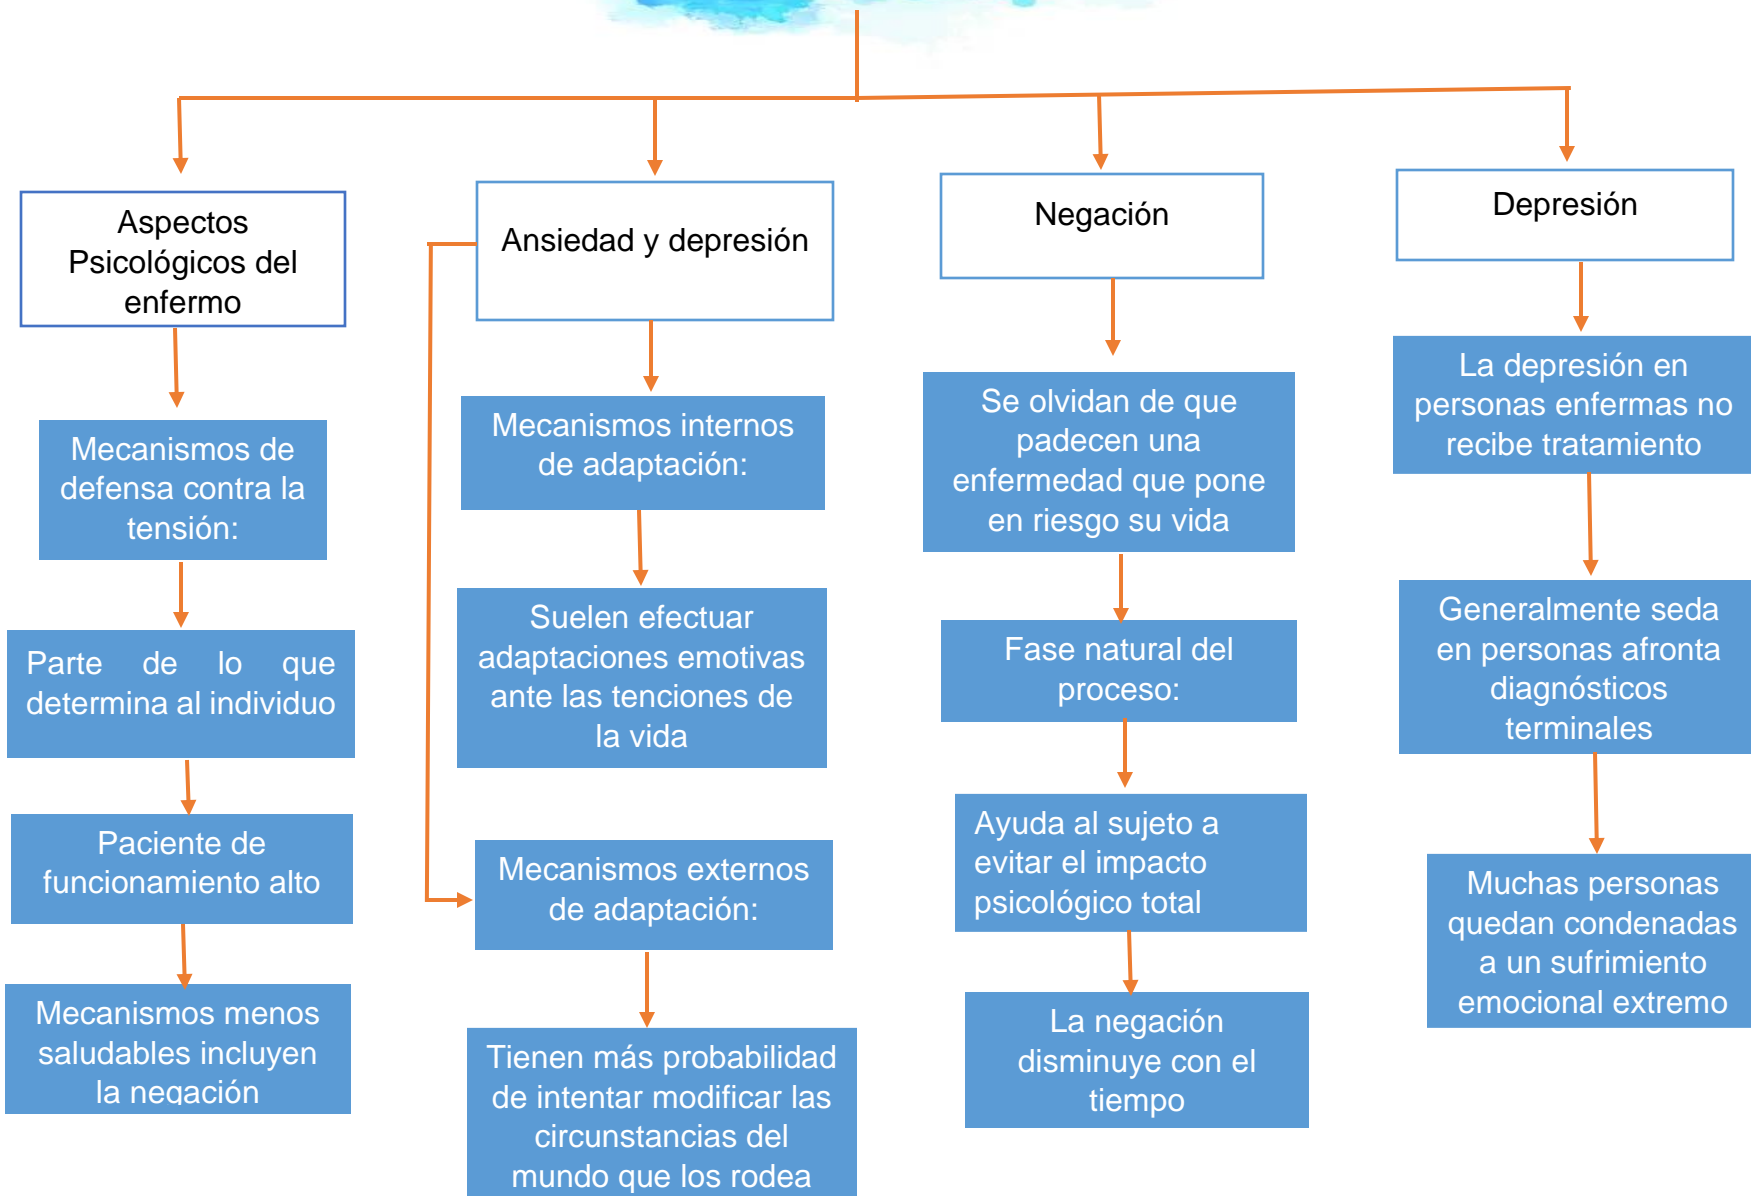 Aspectos
Psicológicos del
enfermo
Mecanismos de
defensa contra la
tensión:
Parte de lo que
determina al individuo
Paciente de
funcionamiento alto
Mecanismos menos
saludables incluyen
la negación
Ansiedad y depresión
Mecanismos internos
de adaptación:
Suelen efectuar
adaptaciones emotivas
ante las tenciones de
la vida
Mecanismos externos
de adaptación:
Tienen más probabilidad
de intentar modificar las
circunstancias del
mundo que los rodea
Negación
Se olvidan de que
padecen una
enfermedad que pone
en riesgo su vida
Fase natural del
proceso:
Ayuda al sujeto a
evitar el impacto
psicológico total
La negación
disminuye con el
tiempo
Depresión
La depresión en
personas enfermas no
recibe tratamiento
Generalmente seda
en personas afronta
diagnósticos
terminales
Muchas personas
quedan condenadas
a un sufrimiento
emocional extremo